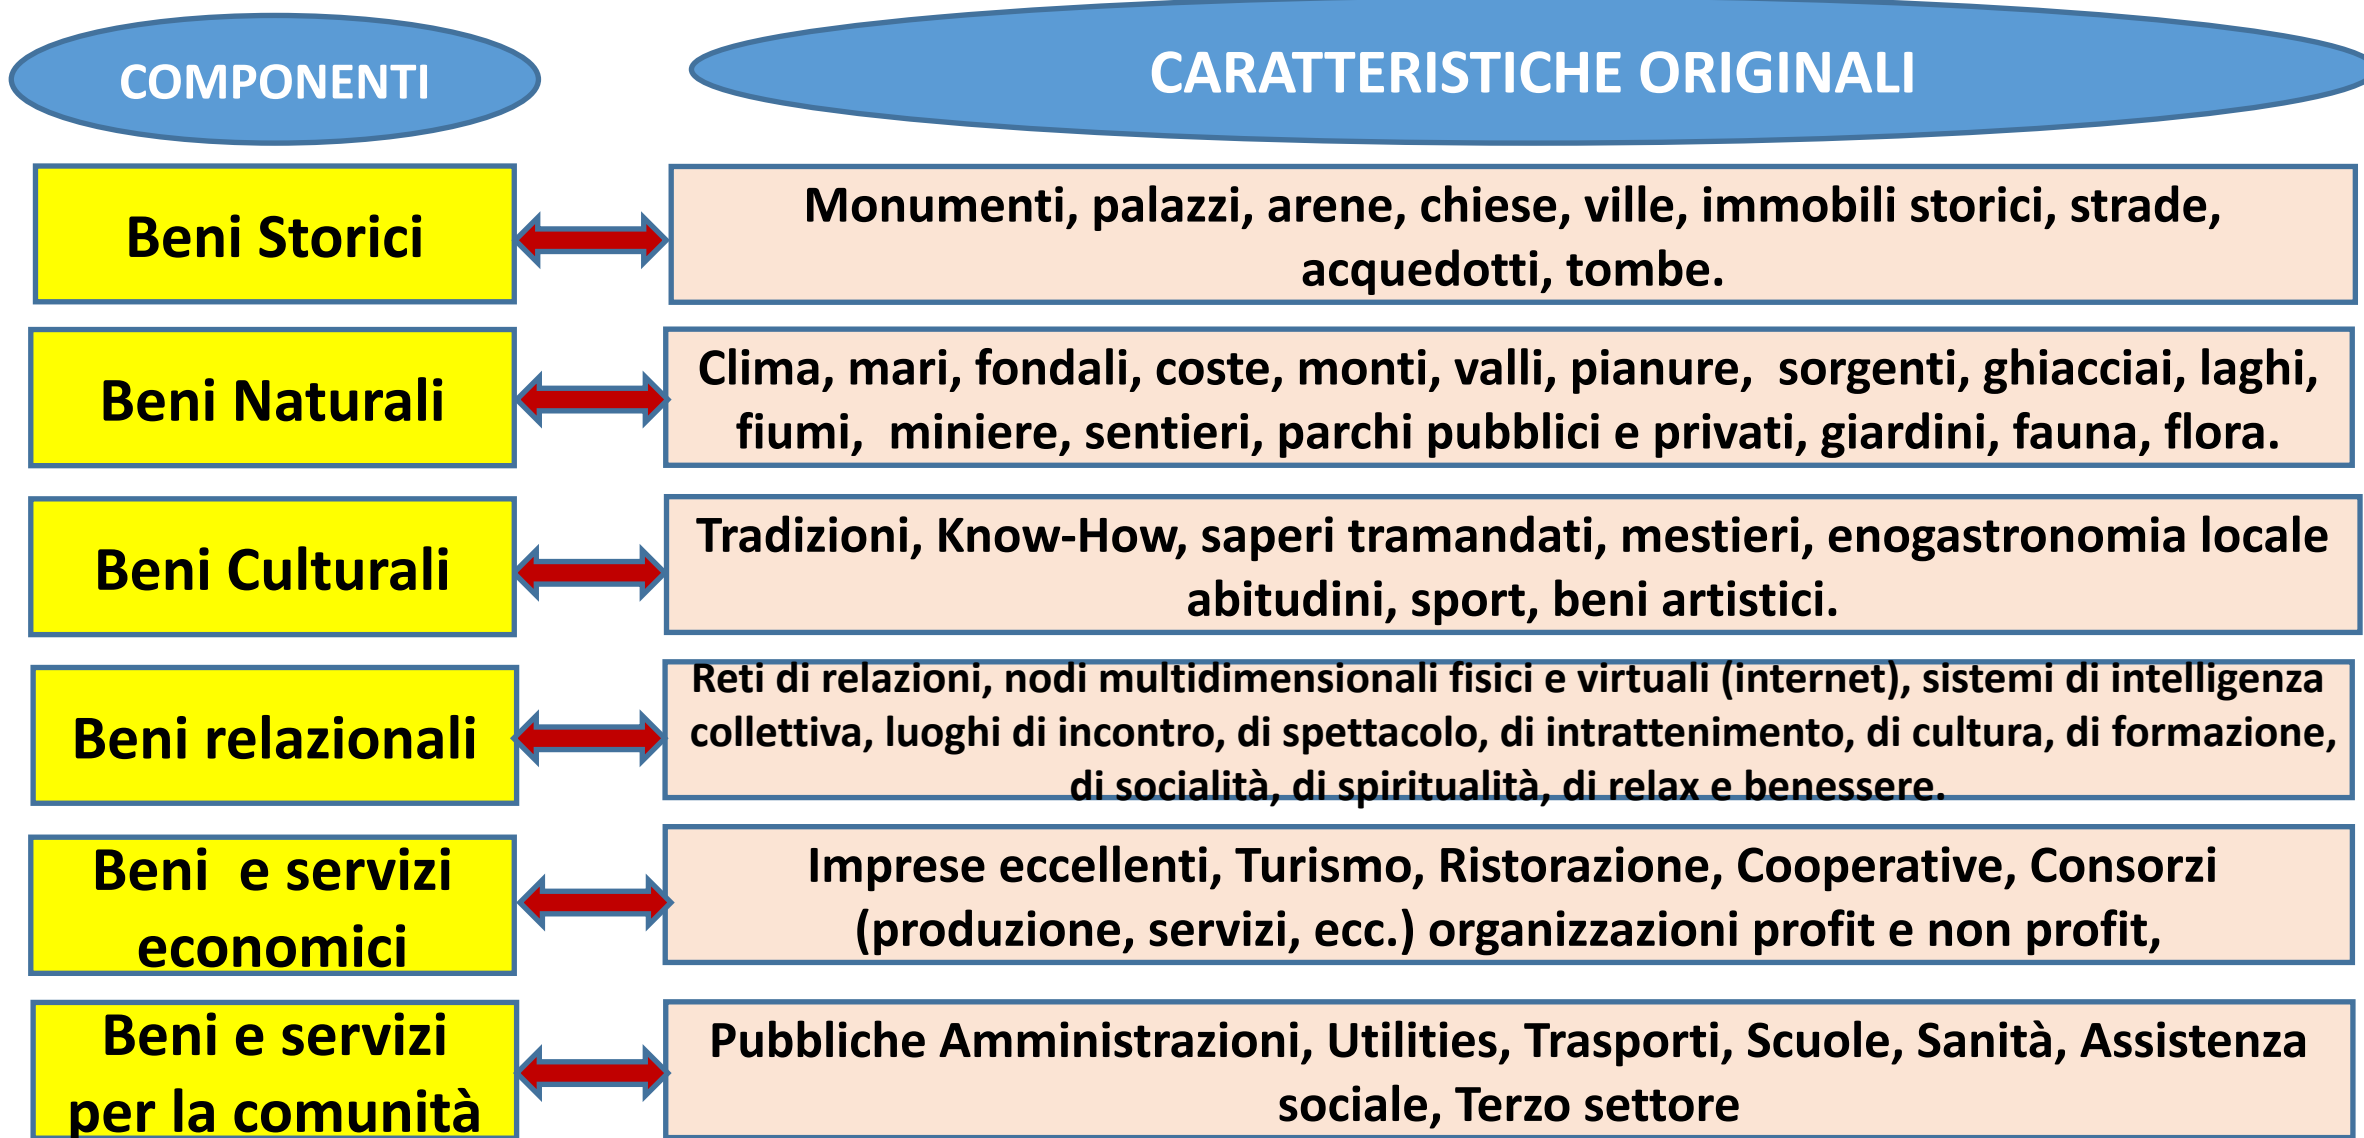 COMPONENTI
CARATTERISTICHE ORIGINALI
Beni Storici
Monumenti, palazzi, arene, chiese, ville, immobili storici, strade,
acquedotti, tombe.
Beni Naturali
Clima, mari, fondali, coste, monti, valli, pianure,  sorgenti, ghiacciai, laghi,
fiumi,  miniere, sentieri, parchi pubblici e privati, giardini, fauna, flora.
Beni Culturali
Tradizioni, Know-How, saperi tramandati, mestieri, enogastronomia locale
abitudini, sport, beni artistici.
Beni relazionali
Reti di relazioni, nodi multidimensionali fisici e virtuali (internet), sistemi di intelligenza
collettiva, luoghi di incontro, di spettacolo, di intrattenimento, di cultura, di formazione,
di socialità, di spiritualità, di relax e benessere.
Beni  e servizi
economici
Imprese eccellenti, Turismo, Ristorazione, Cooperative, Consorzi
(produzione, servizi, ecc.) organizzazioni profit e non profit,
Beni e servizi
per la comunità
Pubbliche Amministrazioni, Utilities, Trasporti, Scuole, Sanità, Assistenza
sociale, Terzo settore